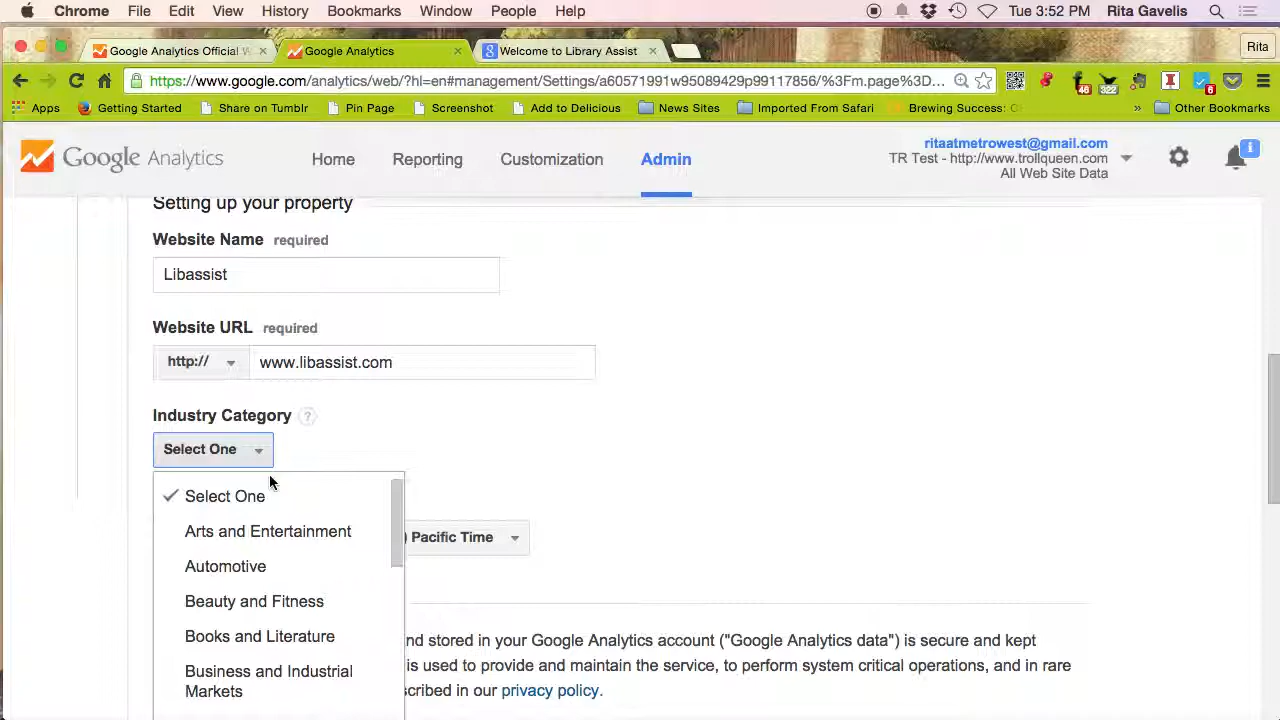 Chrome File Edit View History Bookmarks Window People Help Tue 3:52 PM Rita Gavelis
Google Analytics Official W Google Analytics Welcome to Library Assist Rita
https://www.google.com/analytics/web/?hl=en#management/Settings/a60571991w95089429p99117856/%3Fm.page%3D...
46 322 6
Apps Getting Started Share on Tumblr Pin Page Screenshot Add to Delicious News Sites Imported From Safari Brewing Success: » Other Bookmarks
Google Analytics Home Reporting Customization Admin
ritaatmetrowest@gmail.com
TR Test - http://www.trollqueen.com
All Web Site Data
Setting up your property
Website Name required
Libassist
Website URL required
http:// www.libassist.com
Industry Category ?
Select One
Select One
Arts and Entertainment
) Pacific Time
Automotive
Beauty and Fitness
Books and Literature
Business and Industrial
Markets
nd stored in your Google Analytics account ("Google Analytics data") is secure and kept
is used to provide and maintain the service, to perform system critical operations, and in rare
scribed in our privacy policy.